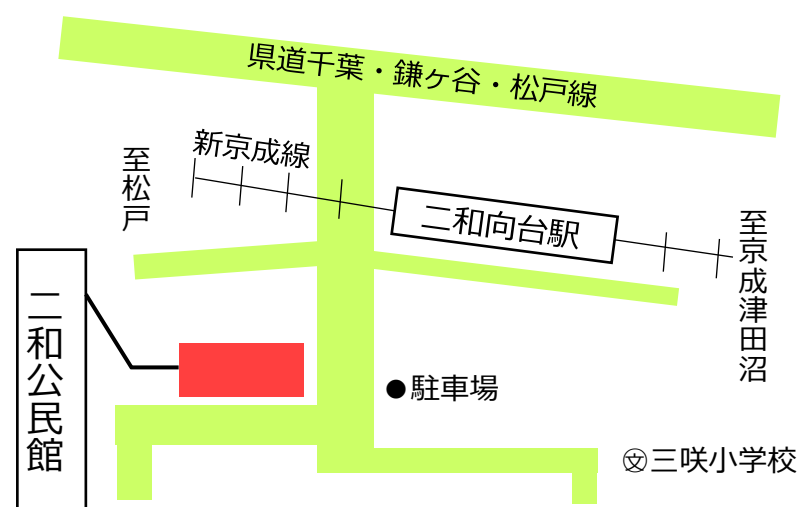 県道千葉・鎌ヶ谷・松戸線
新京成線
至松戸
二和向台駅
至京成津田沼
二和公民館
●駐車場
㊫三咲小学校